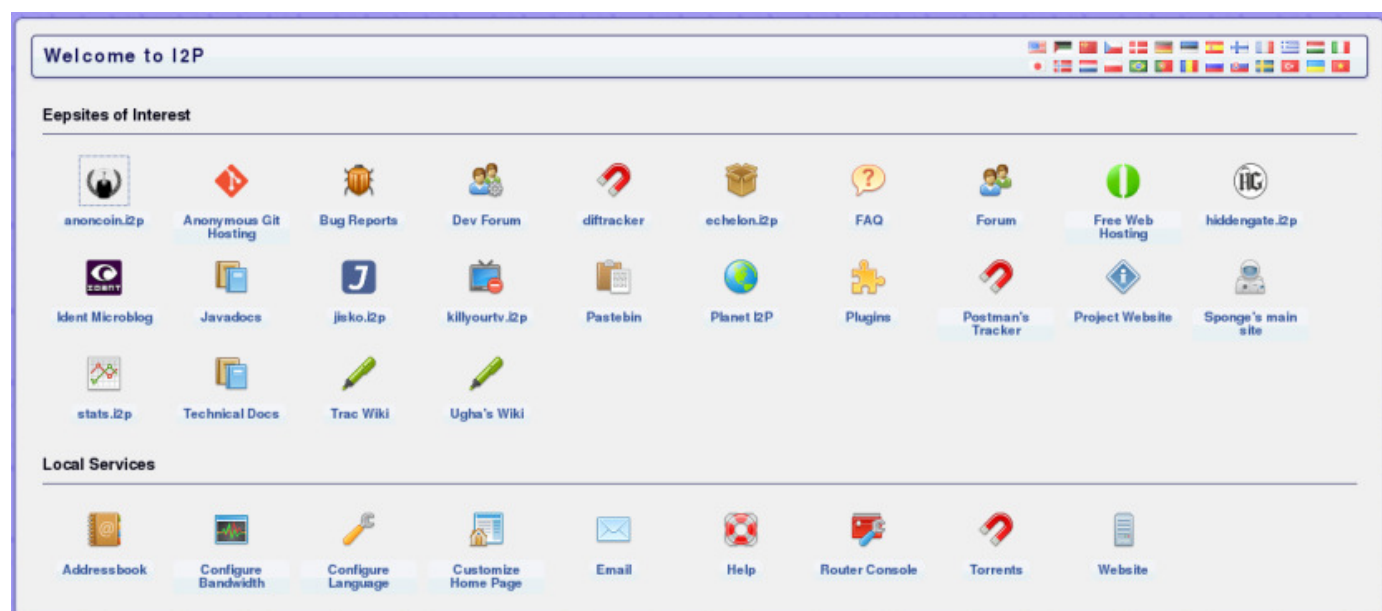 Welcome to I2P
Eepsites of Interest
anoncoin.i2p
Anonymous Git
Hosting
Bug Reports
Dev Forum
diftracker
echelon.i2p
FAQ
Forum
Free Web
Hosting
hiddengate.i2p
HG
IDENT
J
Ident Microblog
Javadocs
jisko.i2p
killyourtv.i2p
Pastebin
Planet I2P
Plugins
Postman's
Tracker
Project Website
Sponge's main
site
stats.i2p
Technical Docs
Trac Wiki
Ugha's Wiki
Local Services
Addressbook
Configure
Bandwidth
Configure
Language
Customize
Home Page
Email
Help
Router Console
Torrents
Website